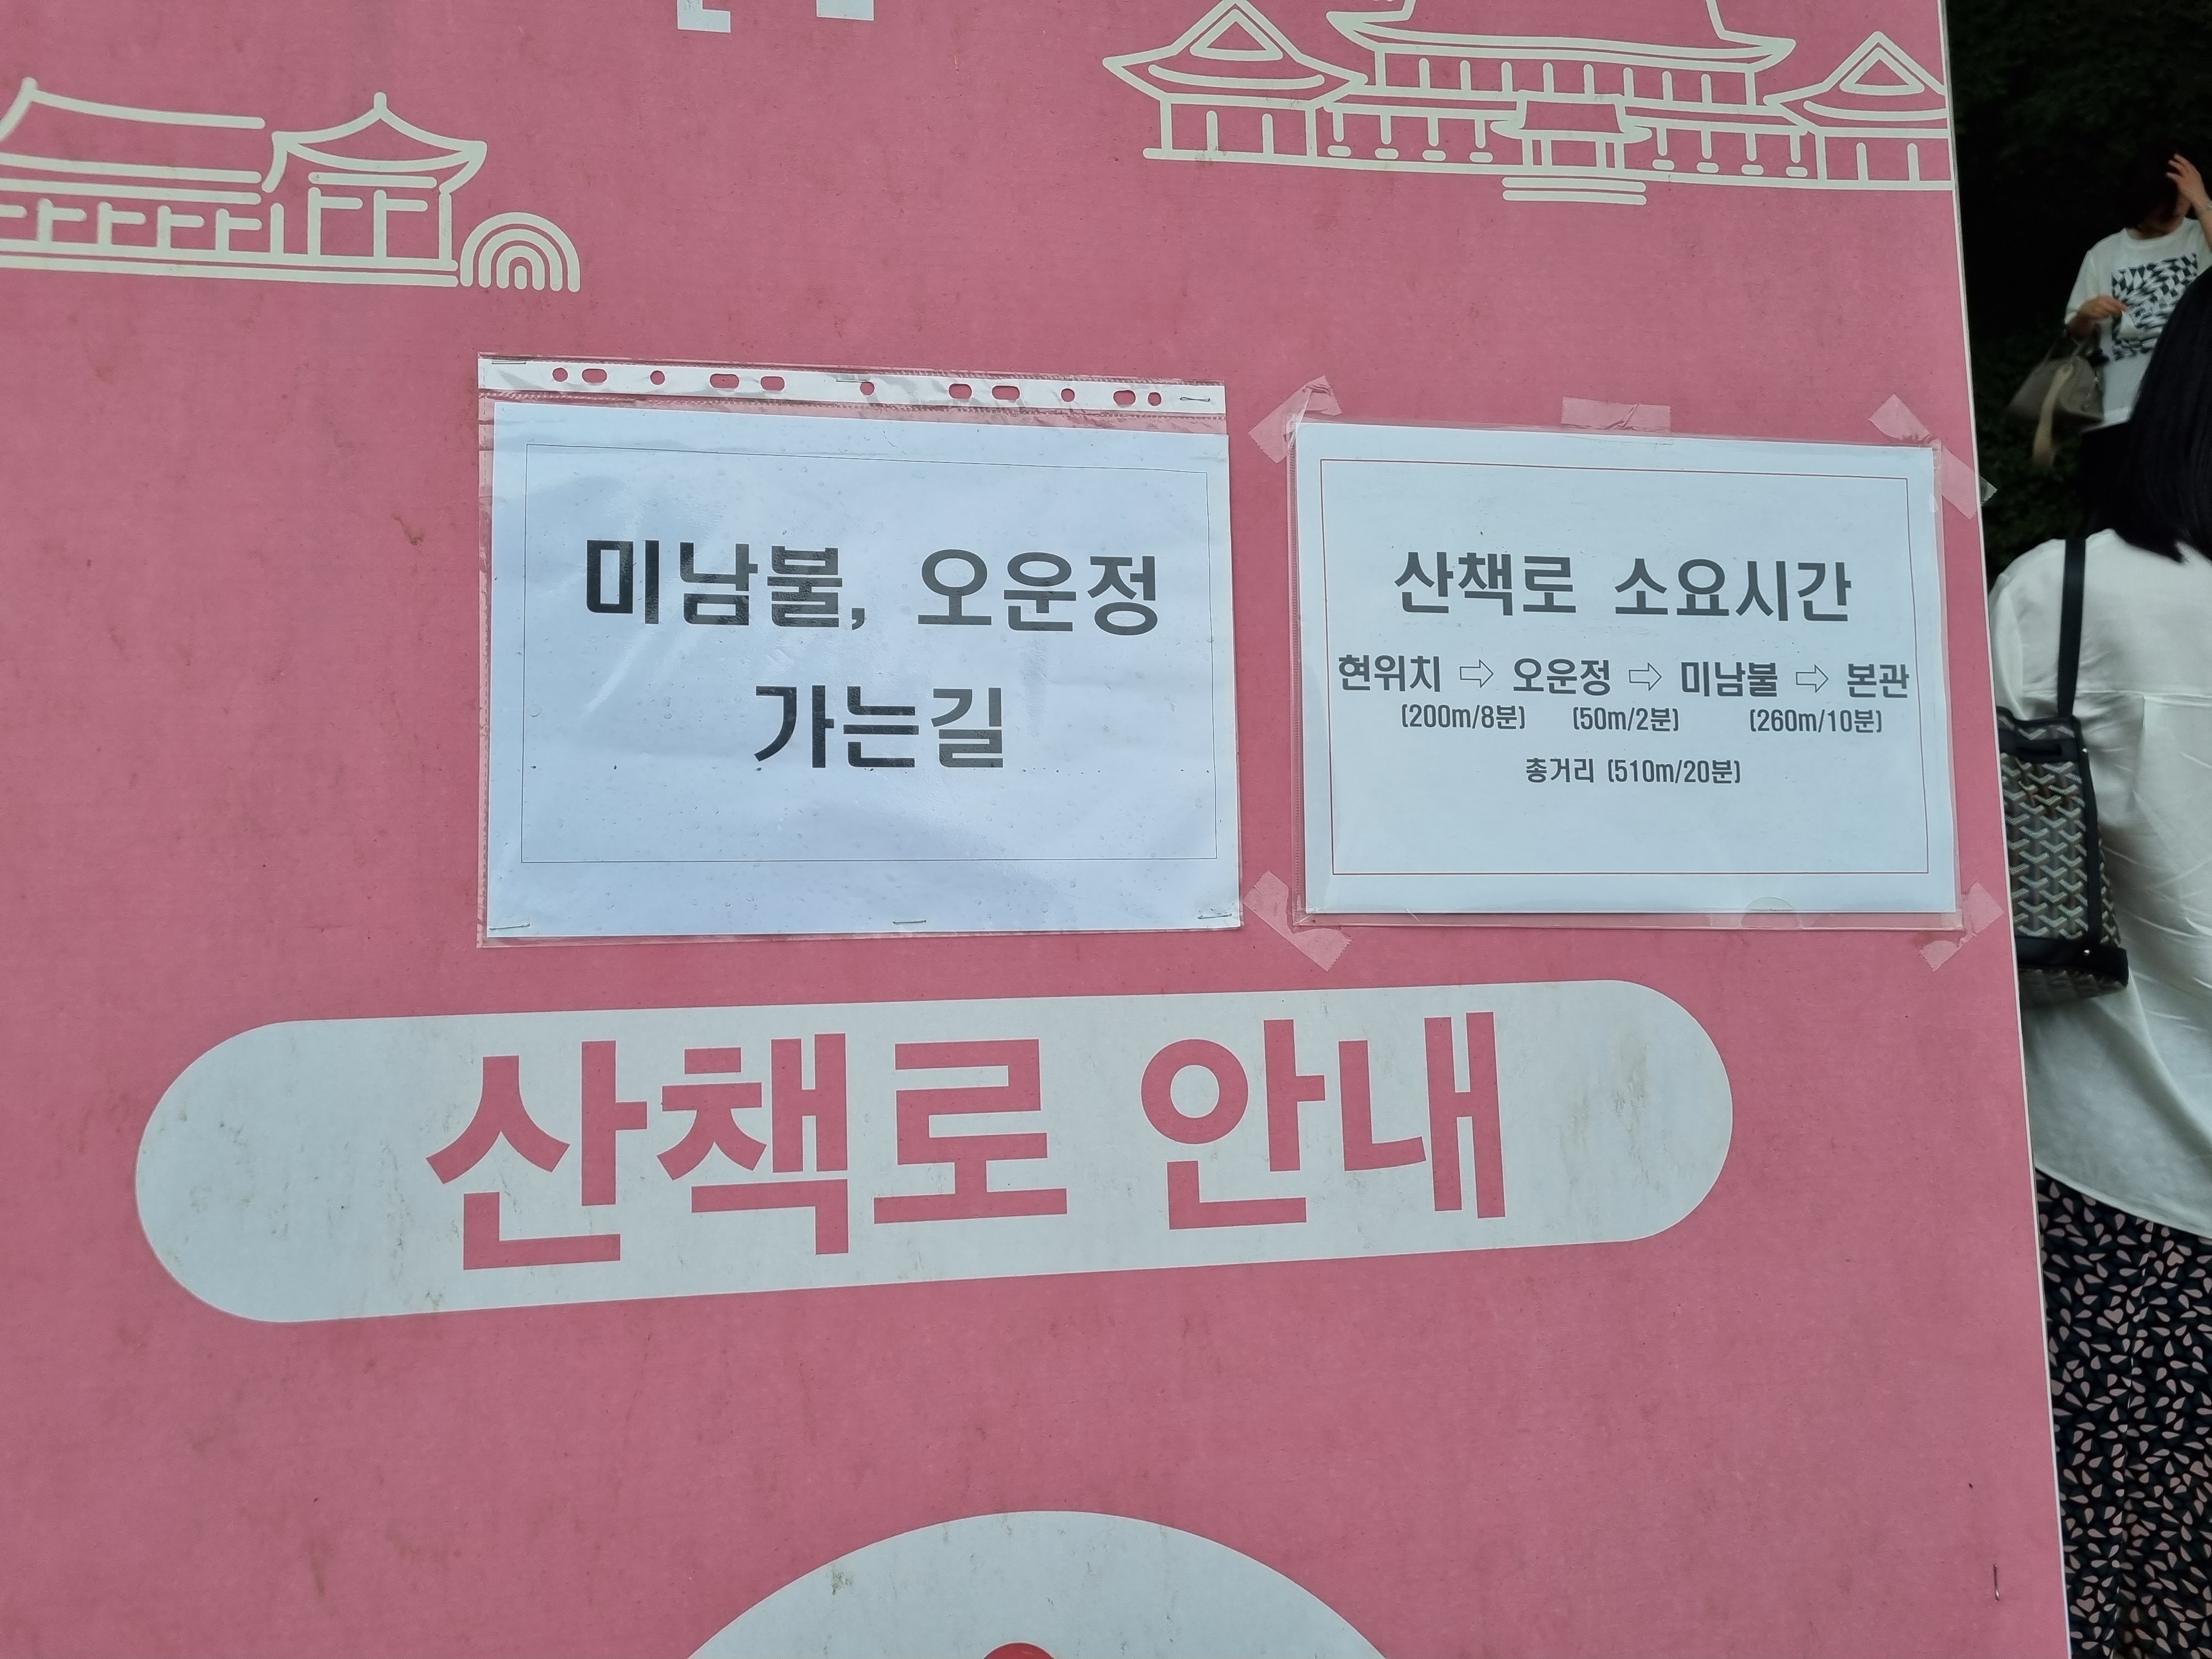 미남불, 오운정
가는길
산책로 소요시간
현위치 ⇨ 오운정 ⇨ 미남불 ⇨ 본관
(200m/8분) (50m/2분) (260m/10분)
총거리 (510m/20분)
산책로 안내